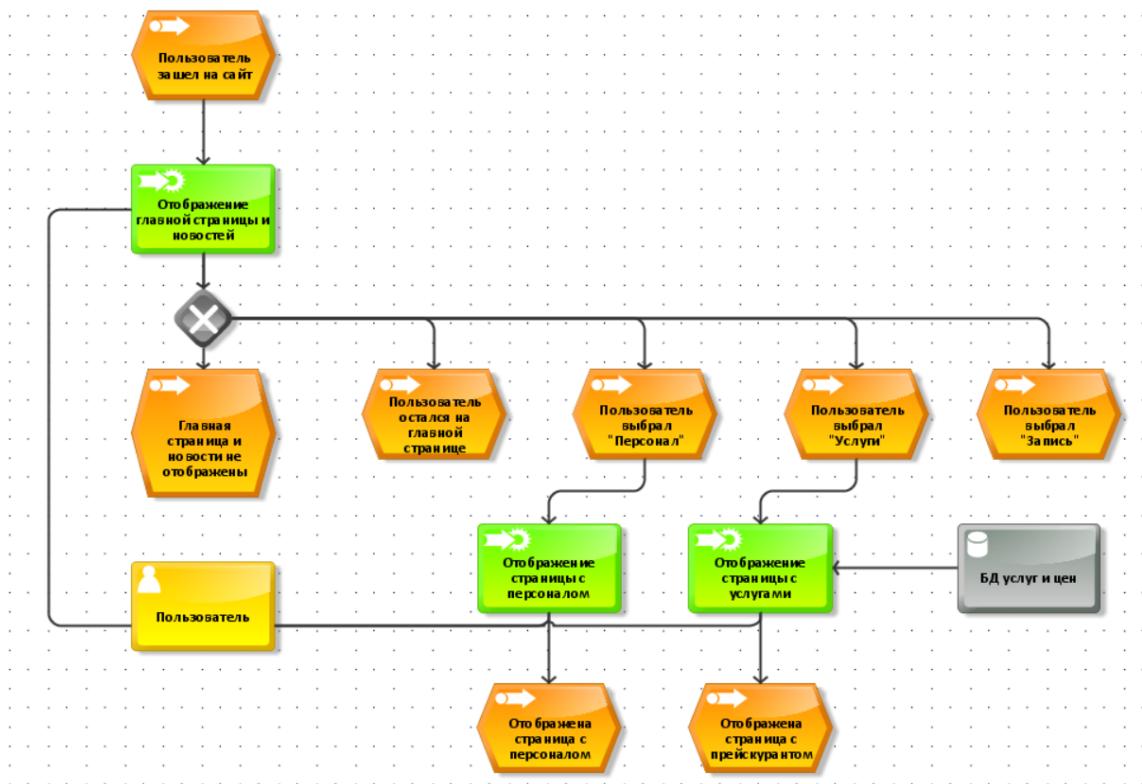 Пользователь
зашел на сайт
Отображение
главной страницы и
новостей
Главная
страница и
новости не
отображены
Пользователь
остался на
главной
странице
Пользователь
выбрал
"Персонал"
Пользователь
выбрал
"Услуги"
Пользователь
выбрал
"Запись"
Пользователь
Отображение
страницы с
персоналом
Отображение
страницы с
услугами
БД услуг и цен
Отображена
страница с
персоналом
Отображена
страница с
прейскурантом